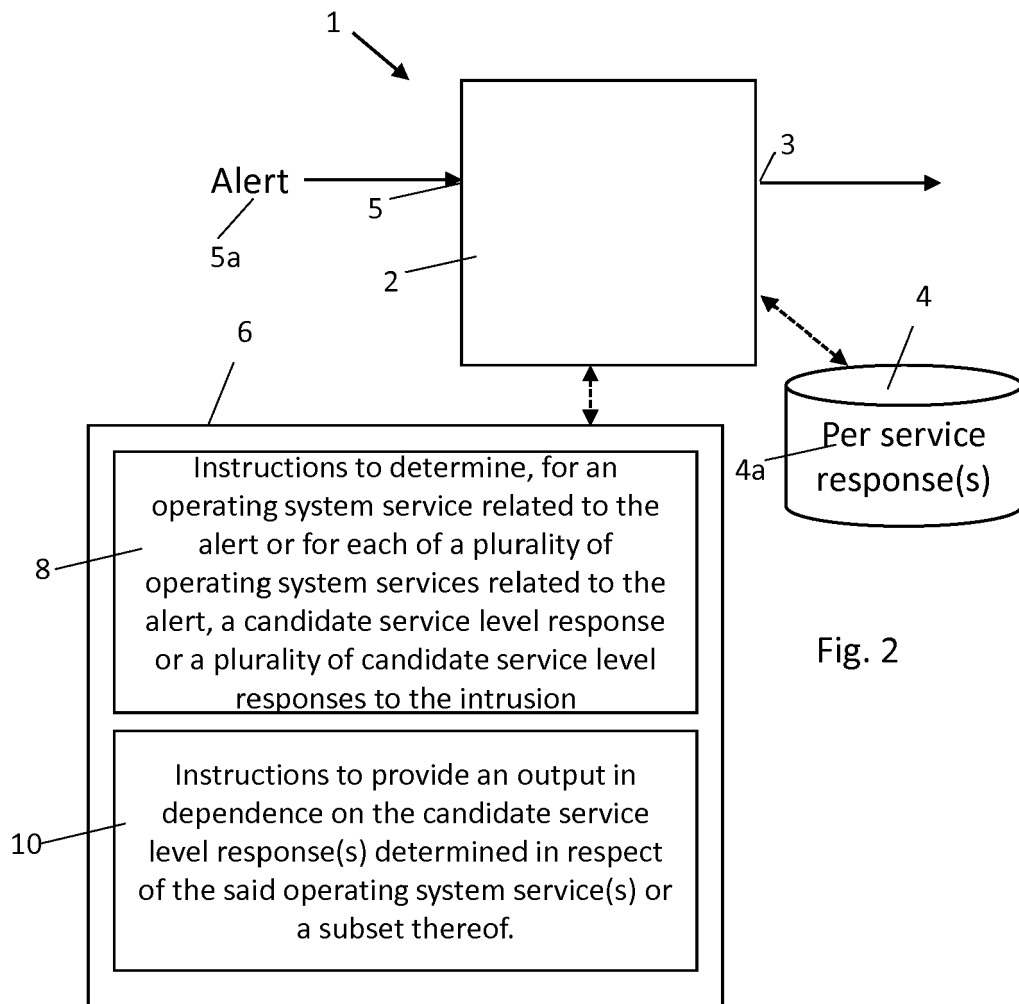 1
3
Alert
5
5a
2
4
6
Per service
4a
response(s)
Instructions to determine, for an
operating system service related to the
alert or for each of a plurality of
8
operating system services related to the
alert, a candidate service level response
or a plurality of candidate service level
responses to the intrusion
Fig. 2
Instructions to provide an output in
dependence on the candidate service
10
level response(s) determined in respect
of the said operating system service(s) or
a subset thereof.